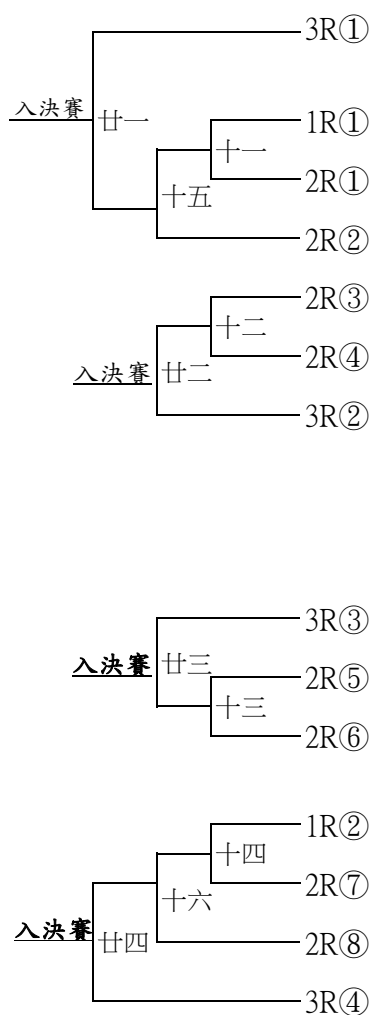 3R①
入決賽
廿一
1R①
十一
2R①
十五
2R②
2R③
十二
2R④
入決賽
廿二
3R②
3R③
入決賽
廿三
2R⑤
十三
2R⑥
1R②
十四
2R⑦
十六
2R⑧
入決賽
廿四
3R④